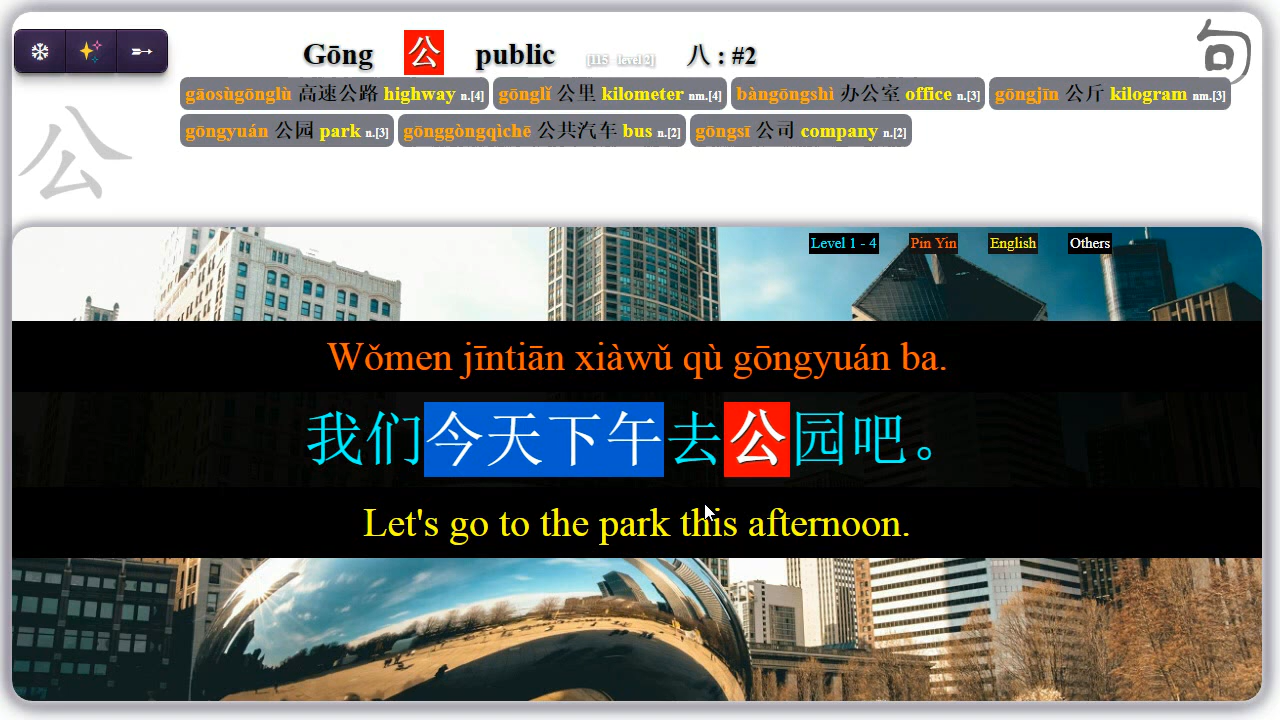 Gōng 公 public [115 - level 2] 八 : #2
句
gāosùgōnglù 高速公路 highway n.[4] gōnglǐ 公里 kilometer nm.[4] bàngōngshì 办公室 office n.[3] gōngjīn 公斤 kilogram nm.[3]
gōngyuán 公园 park n.[3] gōnggòngqìchē 公共汽车 bus n.[2] gōngsī 公司 company n.[2]
公
Level 1 - 4 Pin Yin English Others
Wǒmen jīntiān xiàwǔ qù gōngyuán ba.
我们今天下午去公园吧。
Let's go to the park this afternoon.